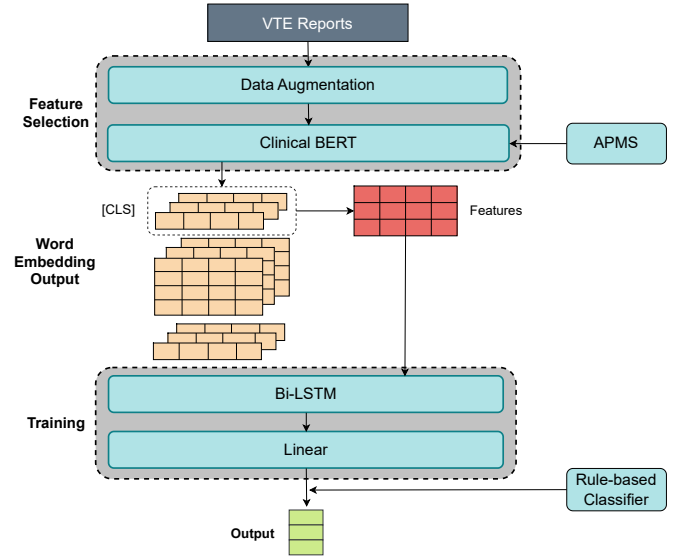 VTE Reports
Data Augmentation
Feature
Selection
Clinical BERT
APMS
[CLS]
Features
Word
Embedding
Output
Bi-LSTM
Training
Linear
Rule-based
Classifier
Output